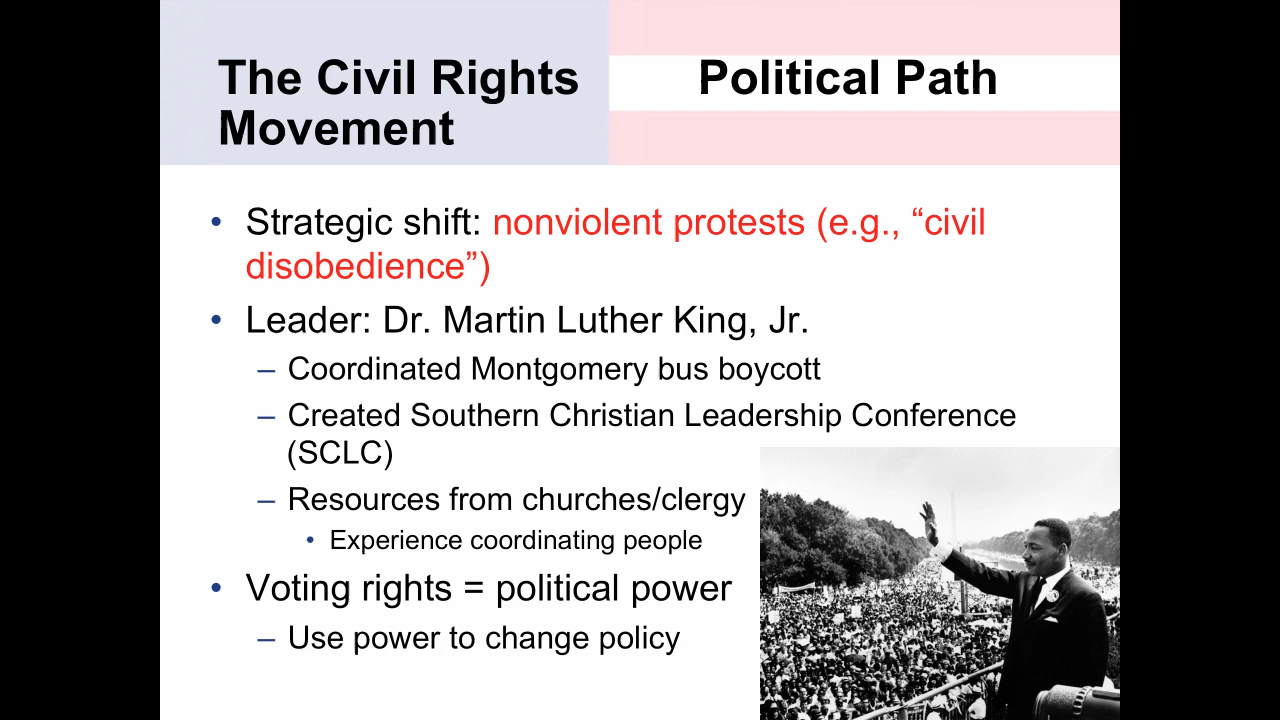 The Civil Rights
Movement
Political Path
• Strategic shift: nonviolent protests (e.g., “civil
disobedience”)
• Leader: Dr. Martin Luther King, Jr.
– Coordinated Montgomery bus boycott
– Created Southern Christian Leadership Conference
(SCLC)
– Resources from churches/clergy
• Experience coordinating people
• Voting rights = political power
– Use power to change policy